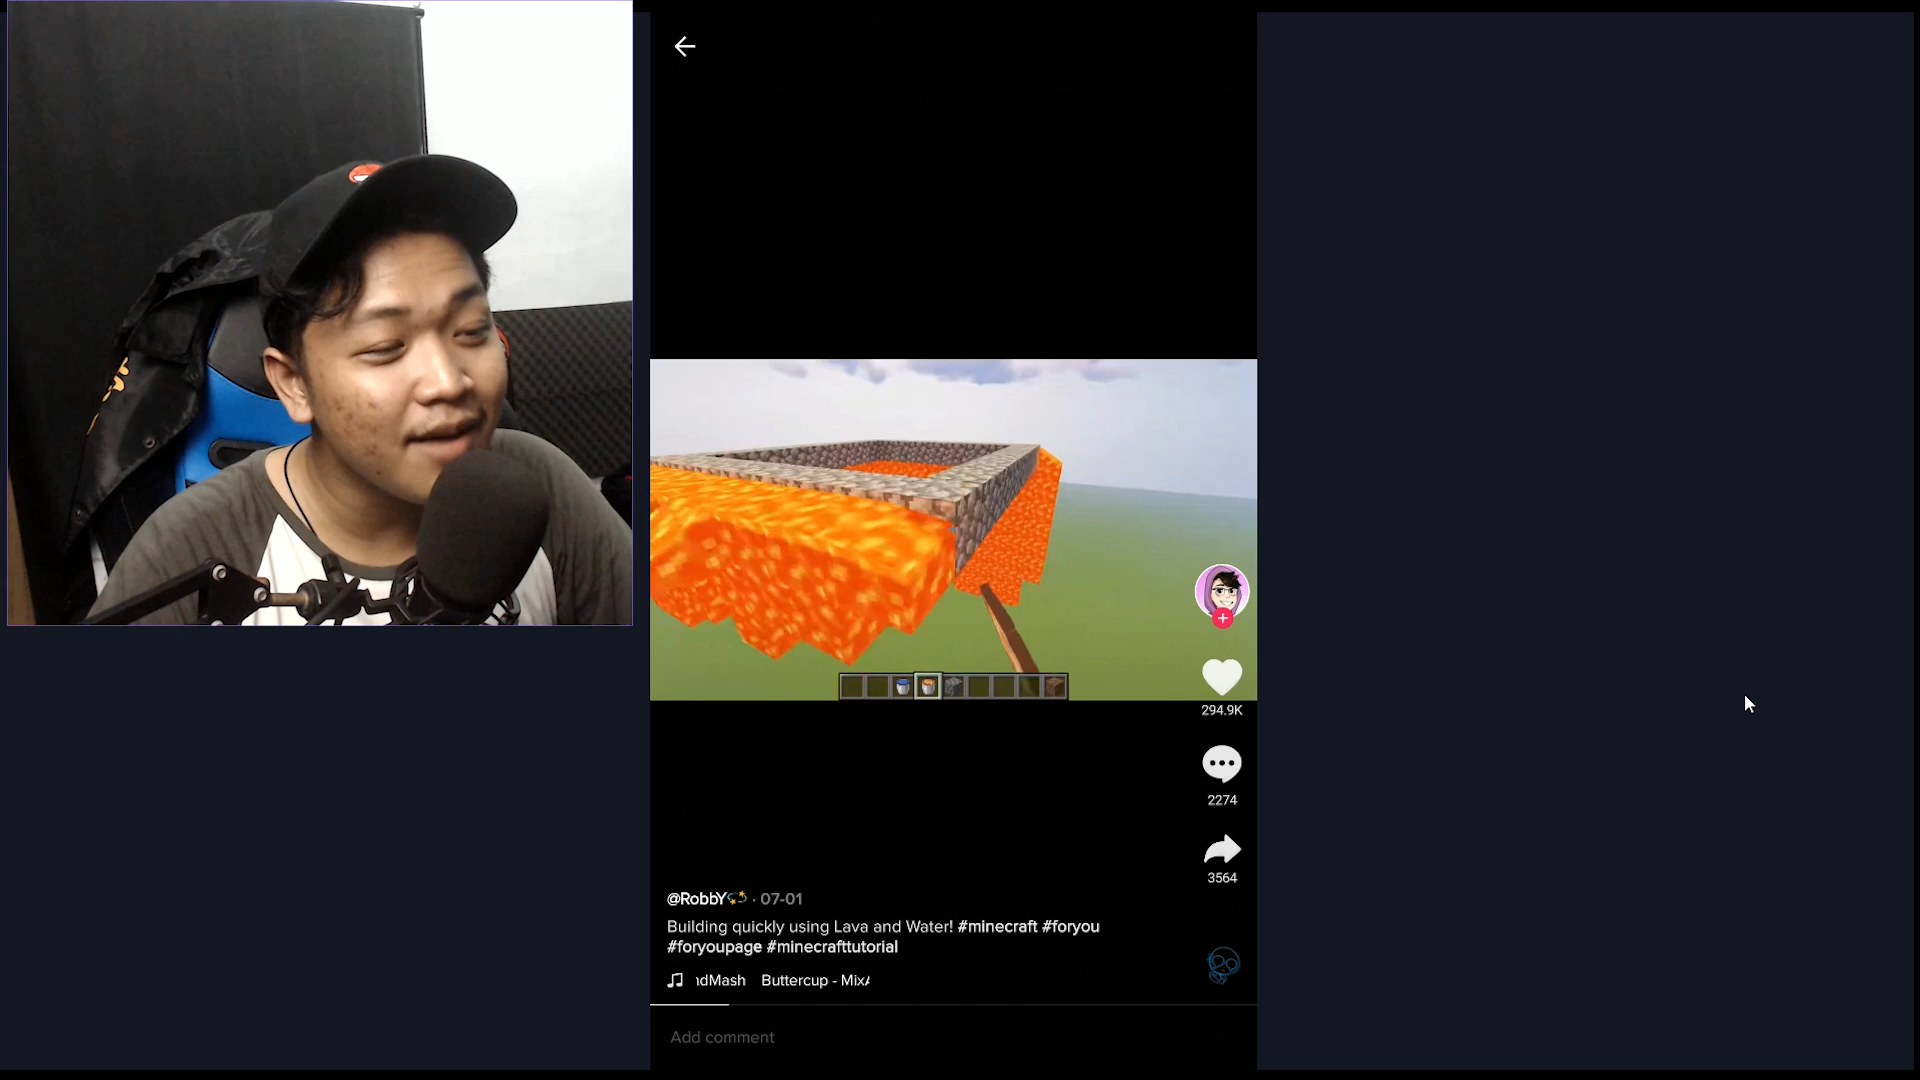 294.9K
2274
3564
@RobbY💫 · 07-01
Building quickly using Lava and Water! #minecraft #foryou
#foryoupage #minecrafttutorial
dMash Buttercup - Mix
Add comment